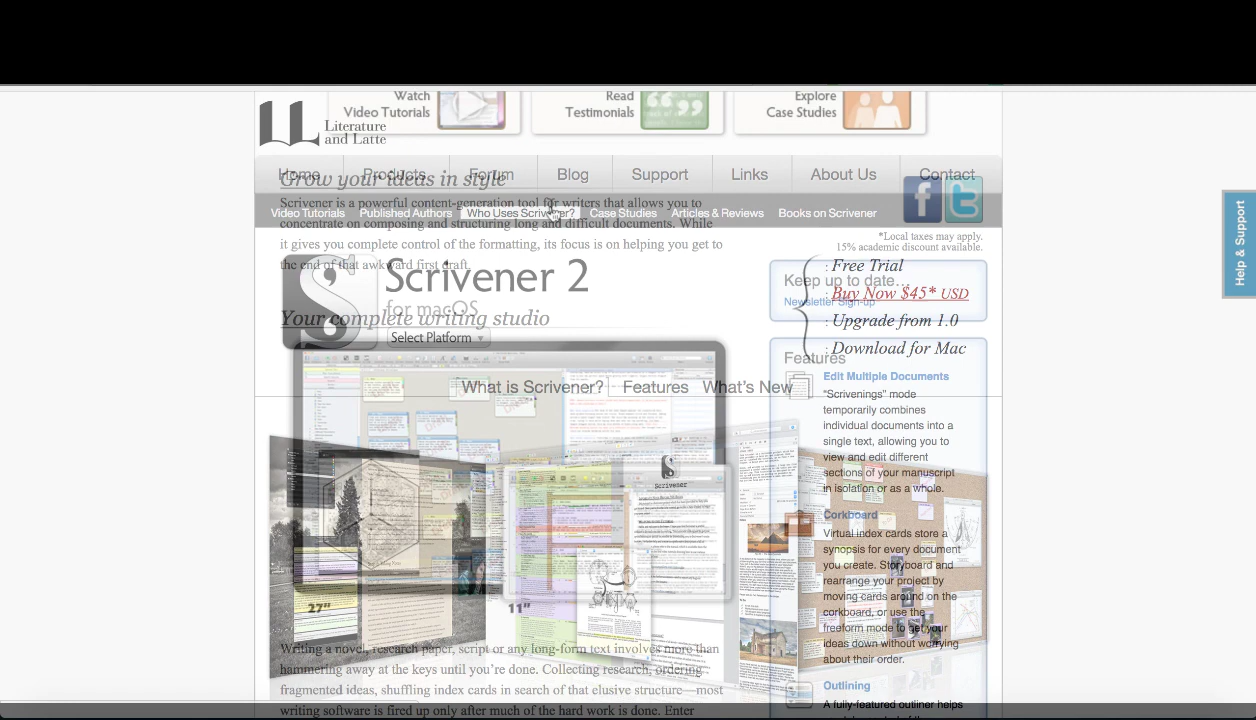 Watch
Video Tutorials
Read
Testimonials
Explore
Case Studies
Literature
and Latte
Home Products Forum Blog Support Links About Us Contact
Grow your ideas in style
Scrivener is a powerful content-generation tool for writers that allows you to
concentrate on composing and structuring long and difficult documents. While
it gives you complete control of the formatting, its focus is on helping you get to
the end of that awkward first draft.
Video Tutorials Published Authors Who Uses Scrivener? Case Studies Articles & Reviews Books on Scrivener
*Local taxes may apply.
15% academic discount available.
Scrivener 2
for macOS
Select Platform
: Free Trial
: Buy Now $45* USD
: Upgrade from 1.0
: Download for Mac
Keep up to date...
Newsletter Sign-up
Your complete writing studio
What is Scrivener? Features What's New
Features
Edit Multiple Documents
“Scrivenings” mode
temporarily combines
individual documents into a
single text, allowing you to
view and edit different
sections of your manuscript
in isolation or as a whole.
Corkboard
Virtual index cards store a
synopsis for every document
you create. Storyboard and
rearrange your project by
moving cards around on the
corkboard, or use the
freeform mode to get your
ideas down without worrying
about their order.
Outlining
A fully-featured outliner helps
Scrivener
27"
11"
Writing a novel, research paper, script or any long-form text involves more than
hammering away at the keys until you’re done. Collecting research, ordering
fragmented ideas, shuffling index cards in search of that elusive structure—most
writing software is fired up only after much of the hard work is done. Enter
Help & Support